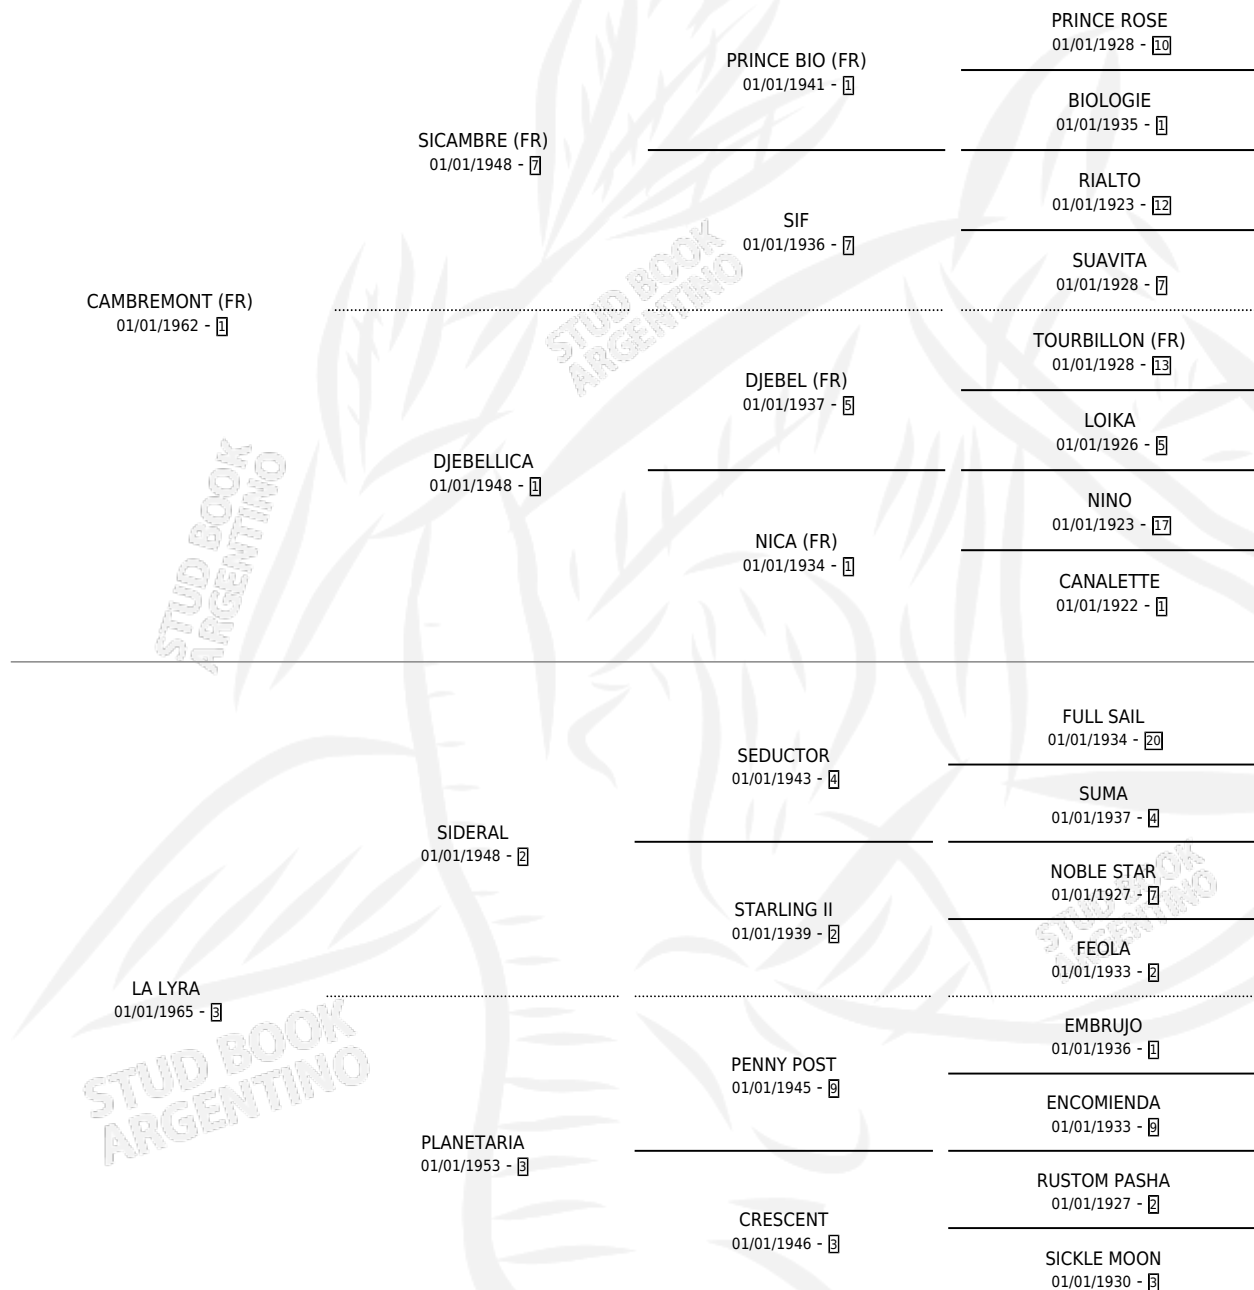 PRINCE ROSE
01/01/1928 - 10
PRINCE BIO (FR)
01/01/1941 - 1
BIOLOGIE
01/01/1935 - 1
SICAMBRE (FR)
01/01/1948 - 7
RIALTO
01/01/1923 - 12
SIF
01/01/1936 - 7
SUAVITA
01/01/1928 - 7
CAMBREMONT (FR)
01/01/1962 - 1
TOURBILLON (FR)
01/01/1928 - 13
DJEBEL (FR)
01/01/1937 - 5
LOIKA
01/01/1926 - 5
DJEBELLICA
01/01/1948 - 1
NINO
01/01/1923 - 17
NICA (FR)
01/01/1934 - 1
CANALETTE
01/01/1922 - 1
FULL SAIL
01/01/1934 - 20
SEDUCTOR
01/01/1943 - 4
SUMA
01/01/1937 - 4
SIDERAL
01/01/1948 - 2
NOBLE STAR
01/01/1927 - 7
STARLING II
01/01/1939 - 2
FEOLA
01/01/1933 - 2
LA LYRA
01/01/1965 - 3
EMBRUJO
01/01/1936 - 1
PENNY POST
01/01/1945 - 9
ENCOMIENDA
01/01/1933 - 9
PLANETARIA
01/01/1953 - 3
RUSTOM PASHA
01/01/1927 - 2
CRESCENT
01/01/1946 - 3
SICKLE MOON
01/01/1930 - 3
STUD BOOK
ARGENTINO
STUD BOOK
ARGENTINO
STUD BOOK
ARGENTINO
STUD BOOK
ARGENTINO